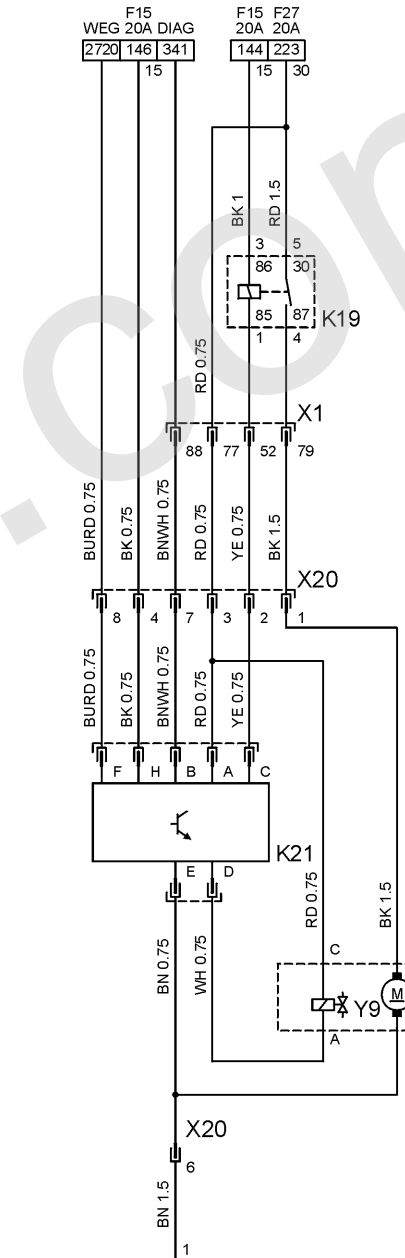 F15 F15 F27
WEG 20A DIAG 20A 20A
2720 146 341 144 223
15 15 30
BK 1 RD 1.5
3 5
86 30
85 87 K19
1 4
RD 0.75
X1
88 77 52 79
BURD 0.75 BK 0.75 BNWH 0.75 RD 0.75 YE 0.75 BK 1.5
X20
8 4 7 3 2 1
BURD 0.75 BK 0.75 BNWH 0.75 RD 0.75 YE 0.75
F H B A C
K21
E D
BN 0.75 WH 0.75 RD 0.75 BK 1.5
C
Y9 M
A
X20
6
BN 1.5
1
.con